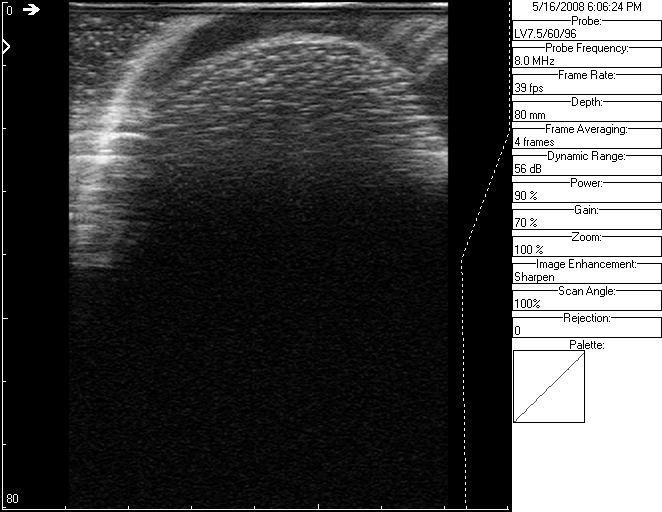 0
80
5/16/2008 6:06:24 PM
Probe:
LV7.5/60/96
Probe Frequency:
8.0 MHz
Frame Rate:
39 fps
Depth:
80 mm
Frame Averaging:
4 frames
Dynamic Range:
56 dB
Power:
90 %
Gain:
70 %
Zoom:
100 %
Image Enhancement:
Sharpen
Scan Angle:
100%
Rejection:
0
Palette: